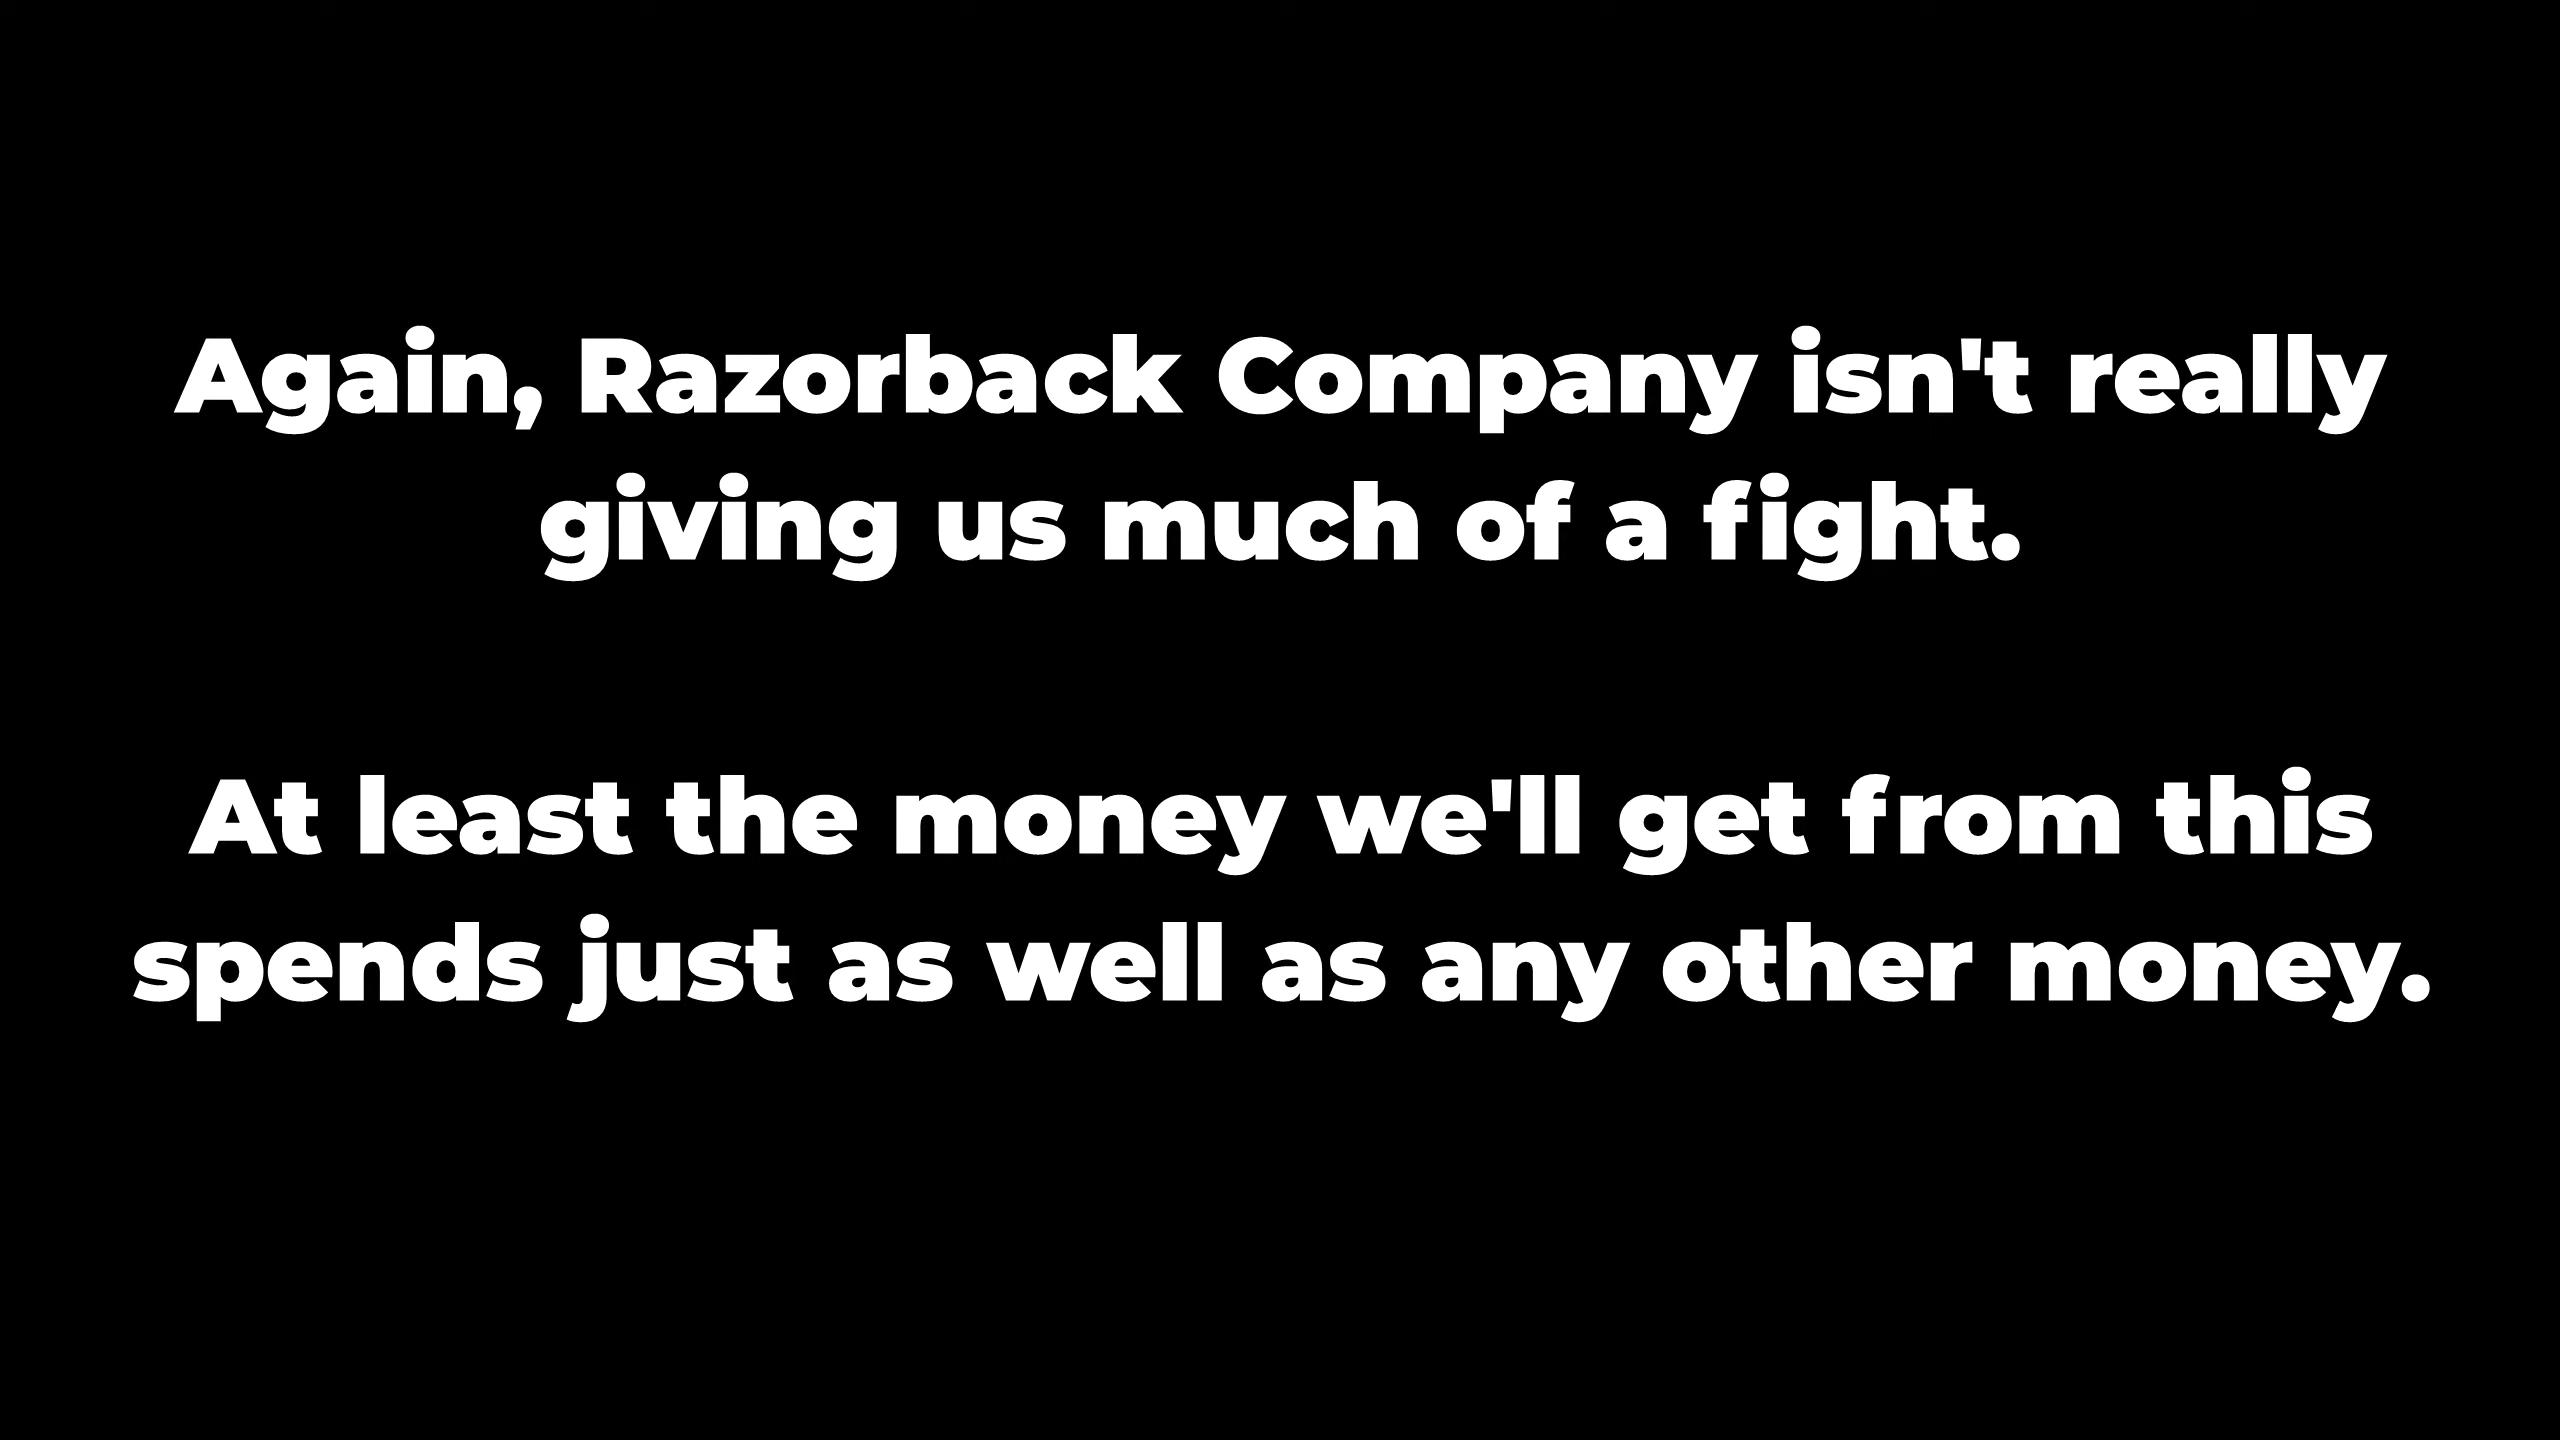 Again, Razorback Company isn't really
giving us much of a fight.
At least the money we'll get from this
spends just as well as any other money.